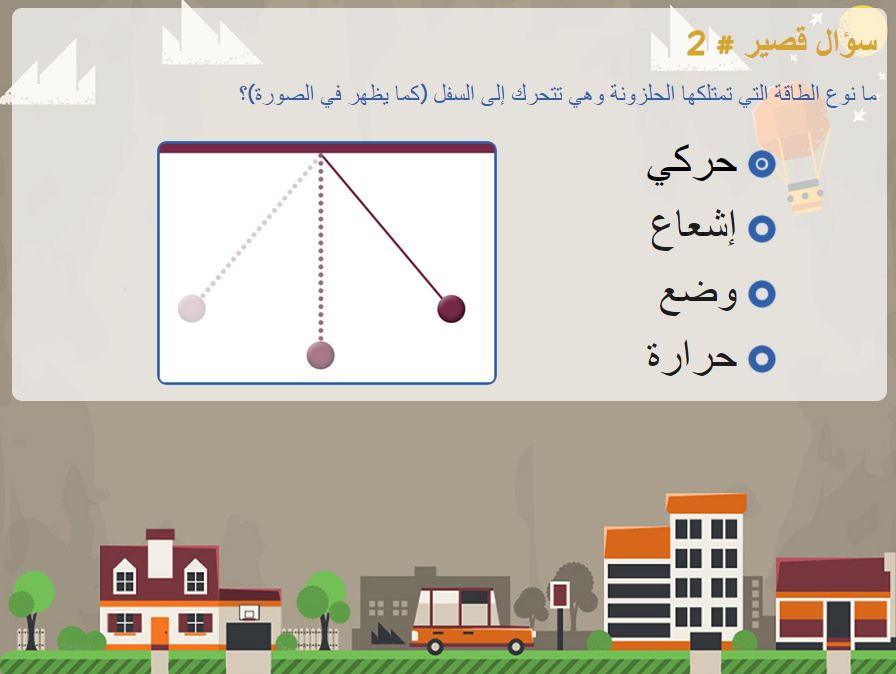 سؤال قصير # 2
ما نوع الطاقة التي تمتلكها الحلزونة وهي تتحرك إلى السفل (كما يظهر في الصورة)؟
حركي
إشعاع
وضع
حرارة